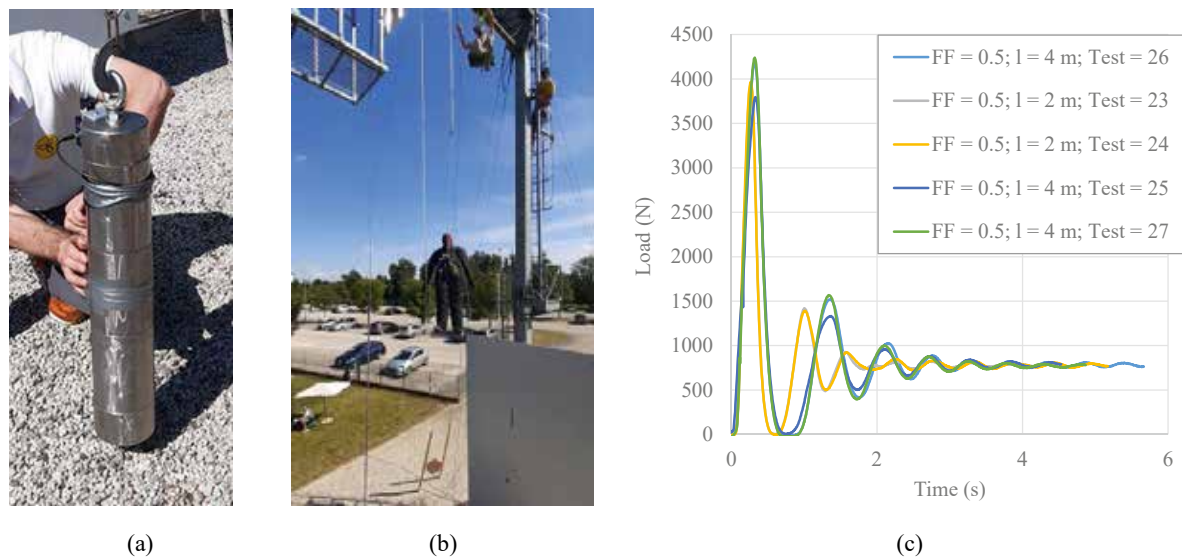 4500
4000
3500
3000
2500
2000
1500
1000
500
0
Load (N)
FF = 0.5; l = 4 m; Test = 26
FF = 0.5; l = 2 m; Test = 23
FF = 0.5; l = 2 m; Test = 24
FF = 0.5; l = 4 m; Test = 25
FF = 0.5; l = 4 m; Test = 27
0 2 4 6
Time (s)
(a) (b) (c)